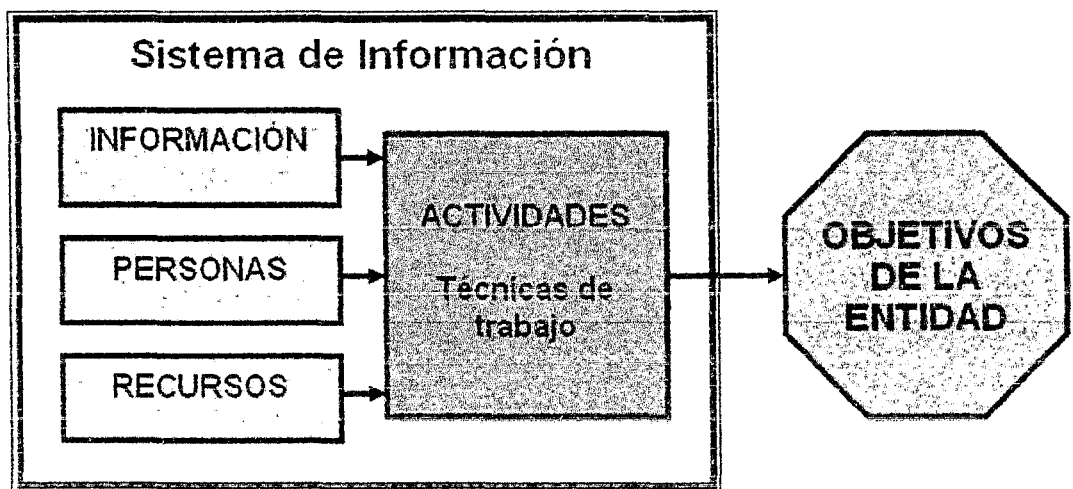 Sistema de Información
INFORMACIÓN
PERSONAS
RECURSOS
ACTIVIDADES
Técnicas de
trabajo
OBJETIVOS
DE LA
ENTIDAD